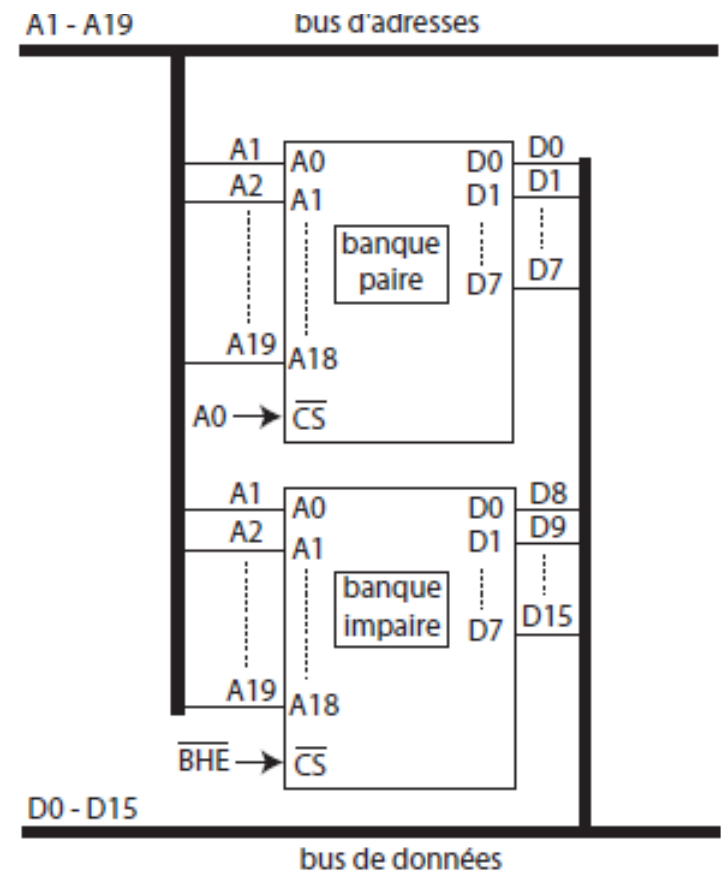 A1 - A19 bus d'adresses
A1 A0 D0 D0
A2 A1 D1 D1
banque
paire
D7 D7
A19 A18
A0 CS
A1 A0 D0 D8
A2 A1 D1 D9
banque
impaire
D7 D15
A19 A18
BHE CS
D0 - D15
bus de données